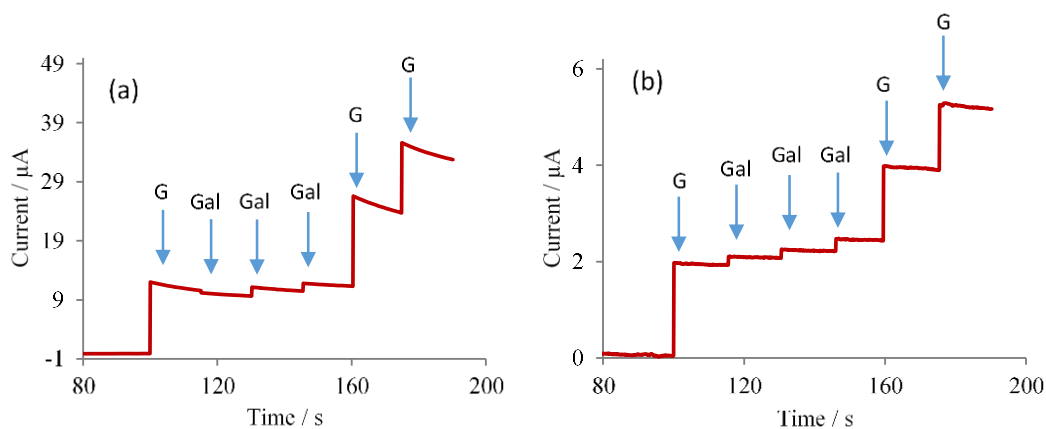 (a)
49
39
29
19
9
-1
80
120
160
200
Current / µA
Time / s
G
Gal
Gal
Gal
G
G
(b)
6
4
2
0
80
120
160
200
Current / µA
Time / s
G
Gal
Gal
Gal
G
G